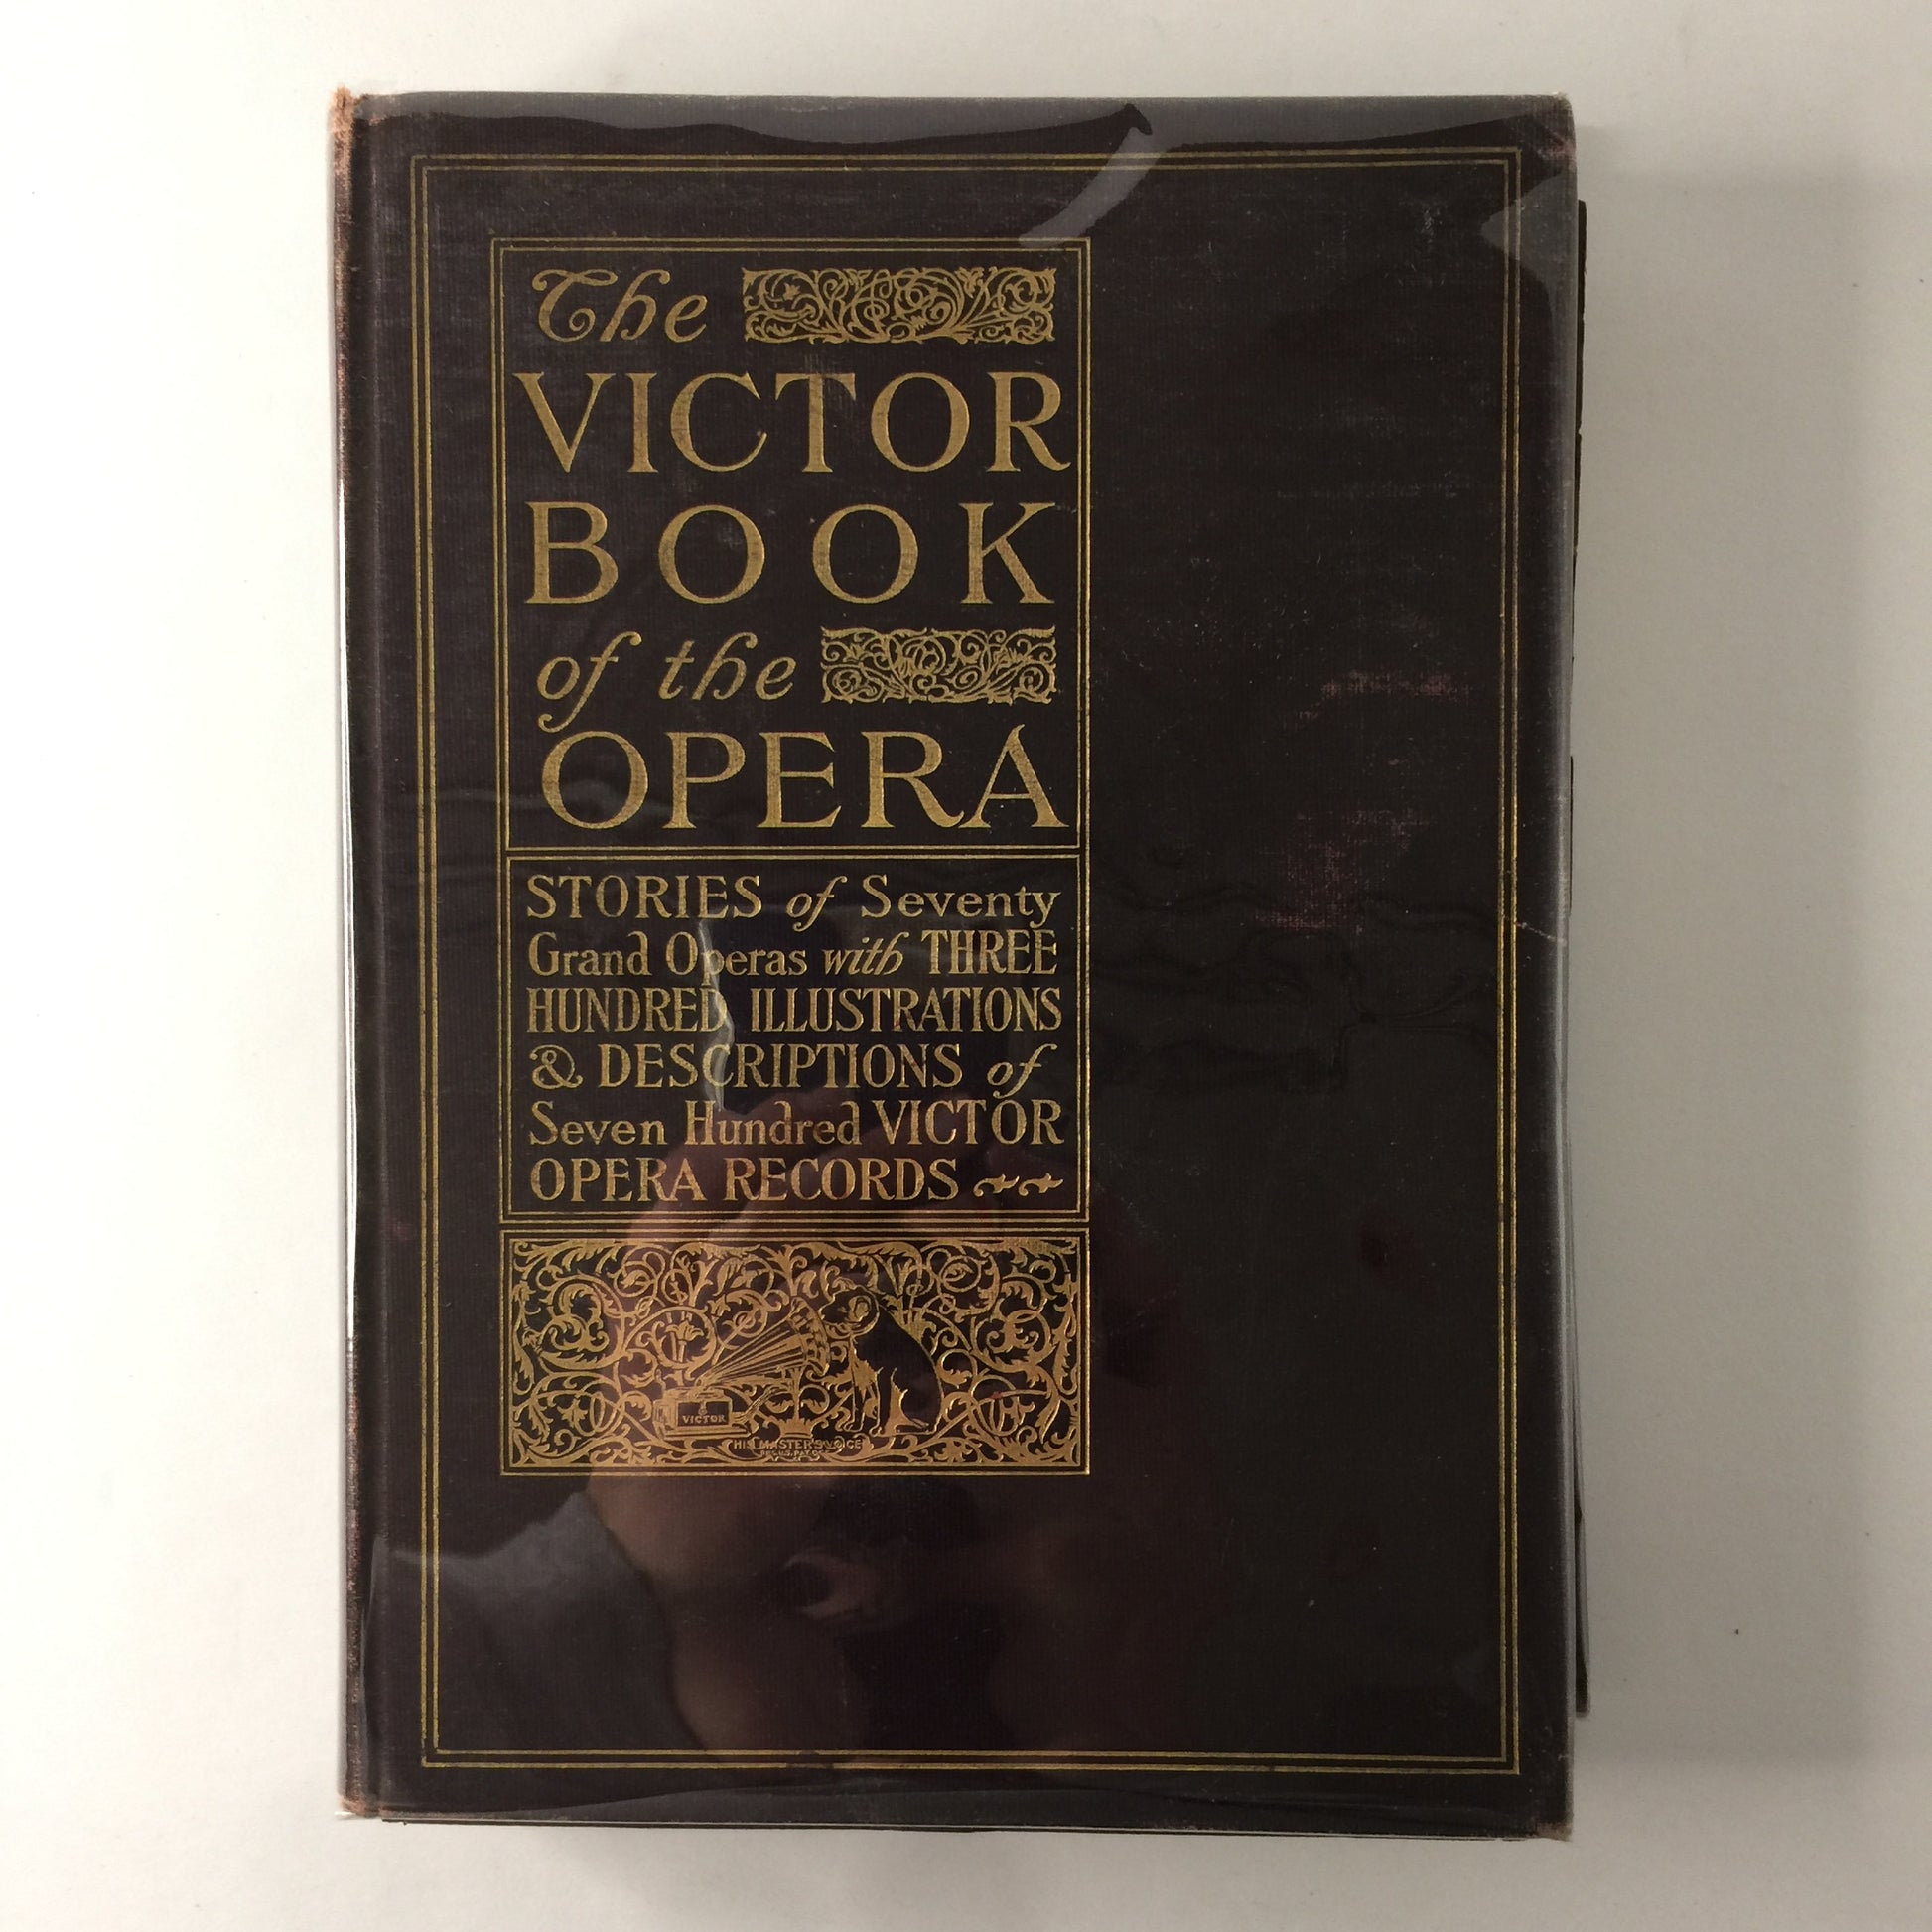 The
VICTOR
BOOK
of the
OPERA
STORIES of Seventy
Grand Operas with THREE
HUNDRED ILLUSTRATIONS
& DESCRIPTIONS of
Seven Hundred VICTOR
OPERA RECORDS
VICTOR
HIS MASTER'S VOICE